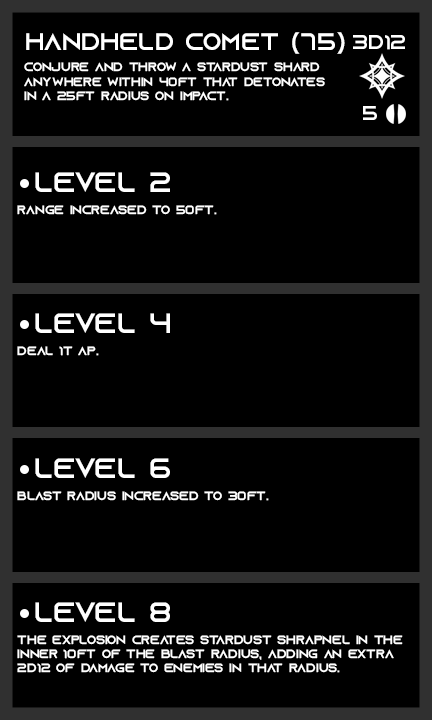 HANDHELD COMET (75) 3D12
CONJURE AND THROW A STARDUST SHARD
ANYWHERE WITHIN 40FT THAT DETONATES
IN A 25FT RADIUS ON IMPACT.
5
•LEVEL 2
RANGE INCREASED TO 50FT.
•LEVEL 4
DEAL 1T AP.
•LEVEL 6
BLAST RADIUS INCREASED TO 30FT.
•LEVEL 8
THE EXPLOSION CREATES STARDUST SHRAPNEL IN THE
INNER 10FT OF THE BLAST RADIUS, ADDING AN EXTRA
2D12 OF DAMAGE TO ENEMIES IN THAT RADIUS.